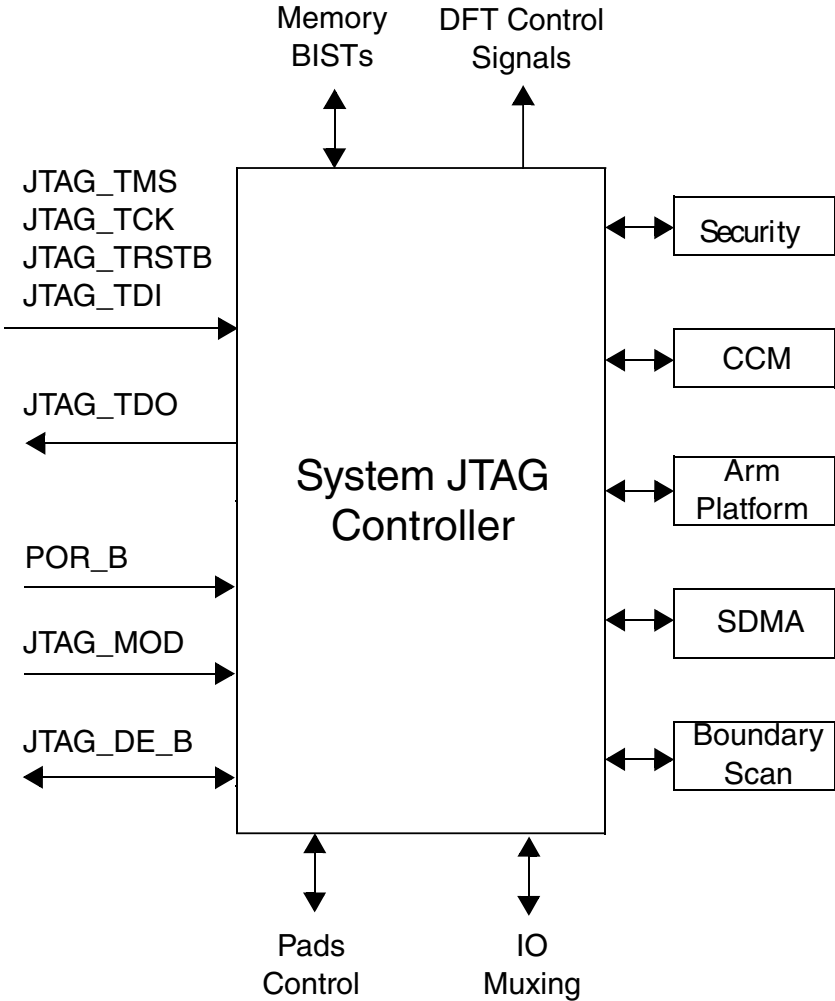 Memory
BISTs
DFT Control
Signals
JTAG_TMS
JTAG_TCK
JTAG_TRSTB
JTAG_TDI
JTAG_TDO
POR_B
JTAG_MOD
JTAG_DE_B
System JTAG
Controller
Security
CCM
Arm
Platform
SDMA
Boundary
Scan
Pads
Control
IO
Muxing